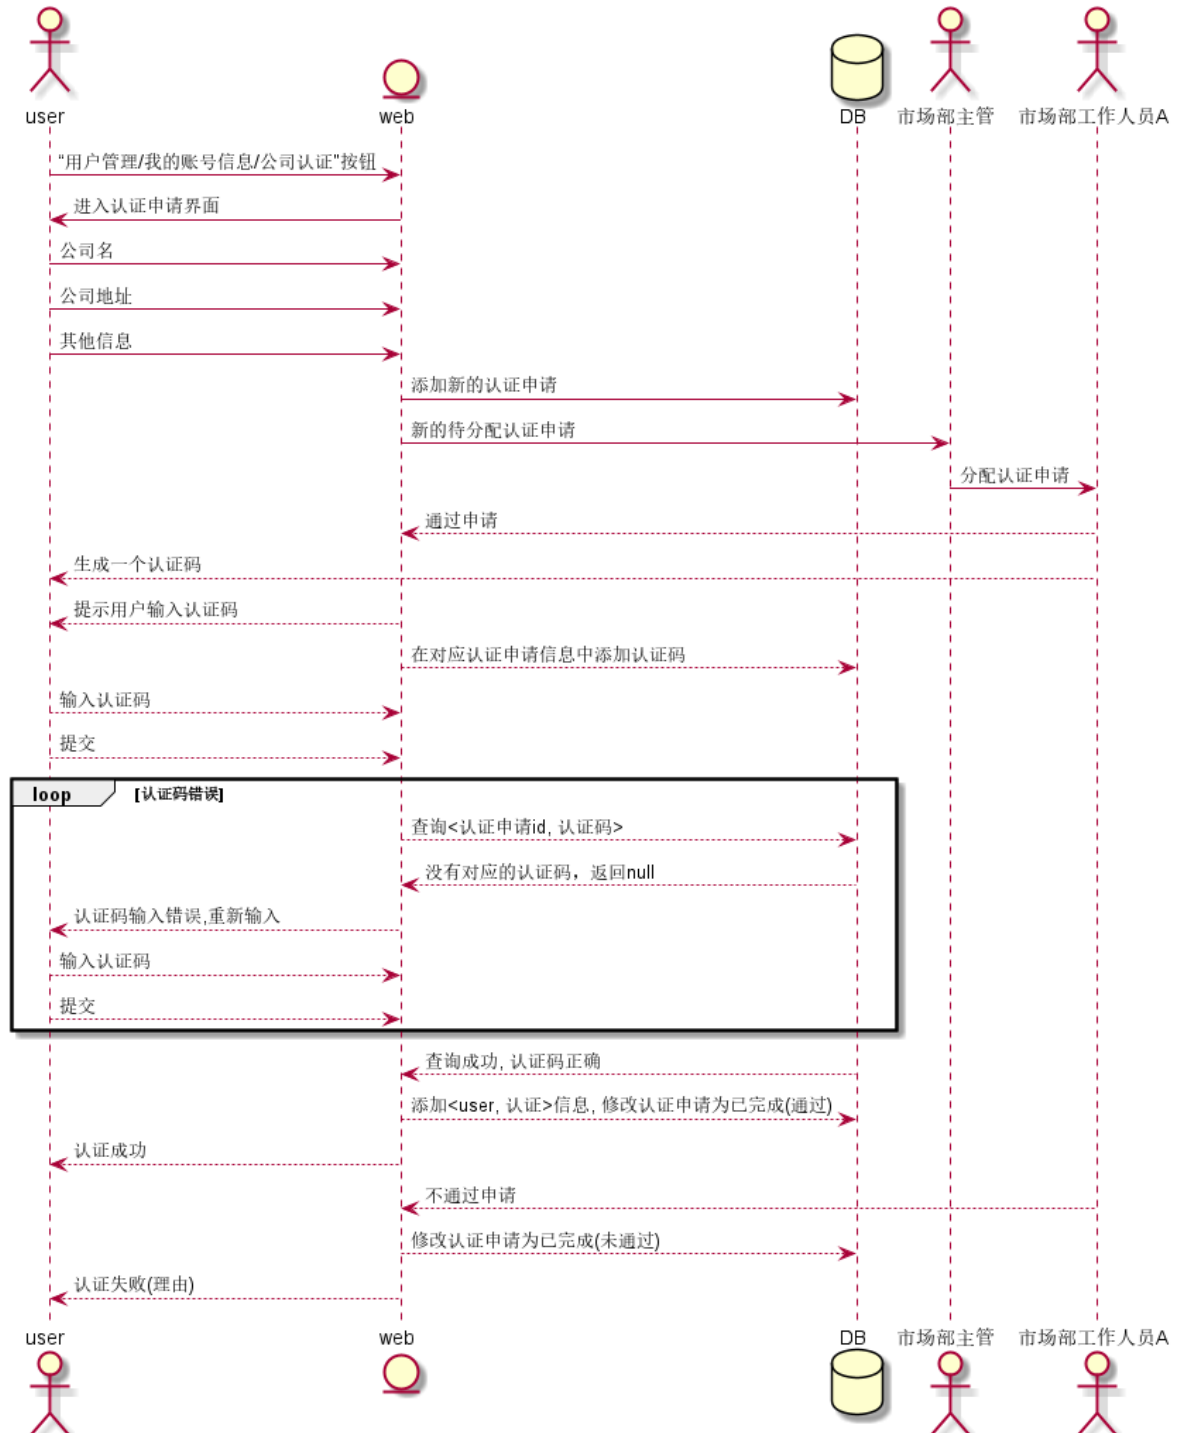 user
web
DB
市场部主管
市场部工作人员A
“用户管理/我的账号信息/公司认证”按钮
进入认证申请界面
公司名
公司地址
其他信息
添加新的认证申请
新的待分配认证申请
分配认证申请
通过申请
生成一个认证码
提示用户输入认证码
在对应认证申请信息中添加认证码
输入认证码
提交
loop
[认证码错误]
查询<认证申请id, 认证码>
没有对应的认证码，返回null
认证码输入错误,重新输入
输入认证码
提交
查询成功, 认证码正确
添加<user, 认证>信息, 修改认证申请为已完成(通过)
认证成功
不通过申请
修改认证申请为已完成(未通过)
认证失败(理由)
user
web
DB
市场部主管
市场部工作人员A